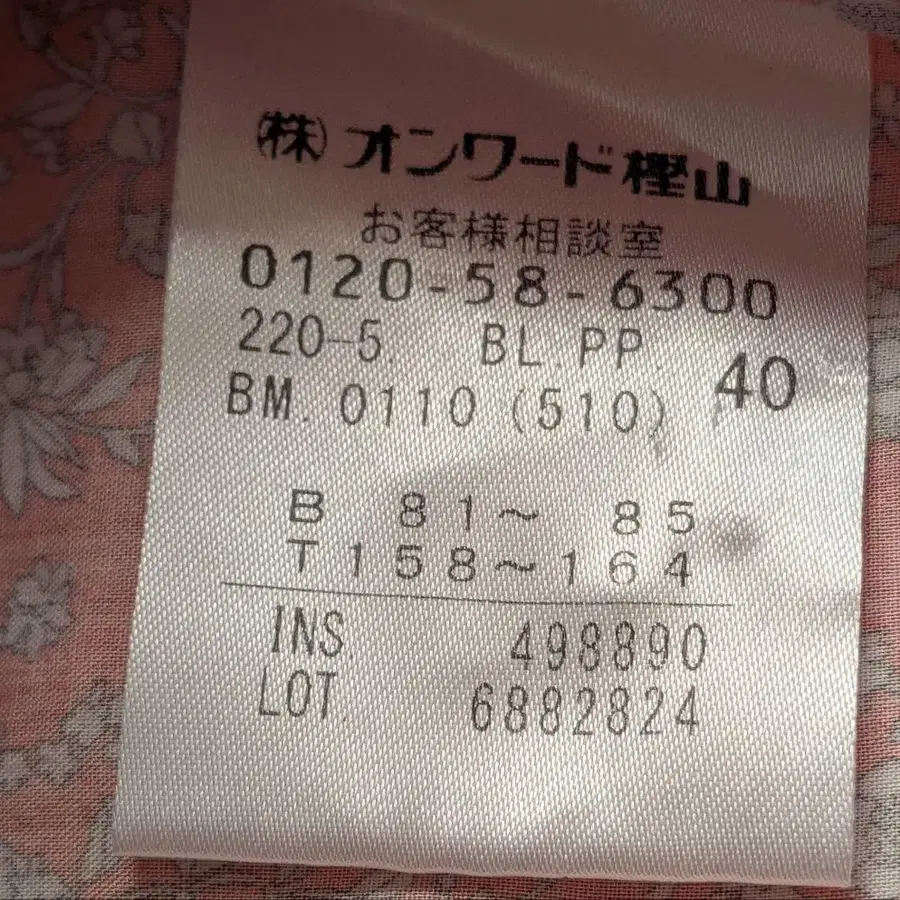 ㈱オンワード樫山
お客様相談室
0120-58-6300
220-5. BL.PP. 40
BM. 0110 (510)
B 81～ 85
T158～164
INS. 498890
LOT. 6882824